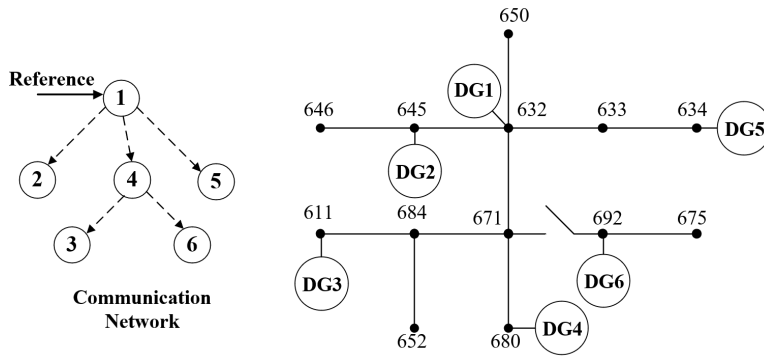 Reference
1
2
4
5
3
6
Communication
Network
650
DG1
646
645
632
633
634
DG5
DG2
611
684
671
692
675
DG3
DG6
652
680
DG4